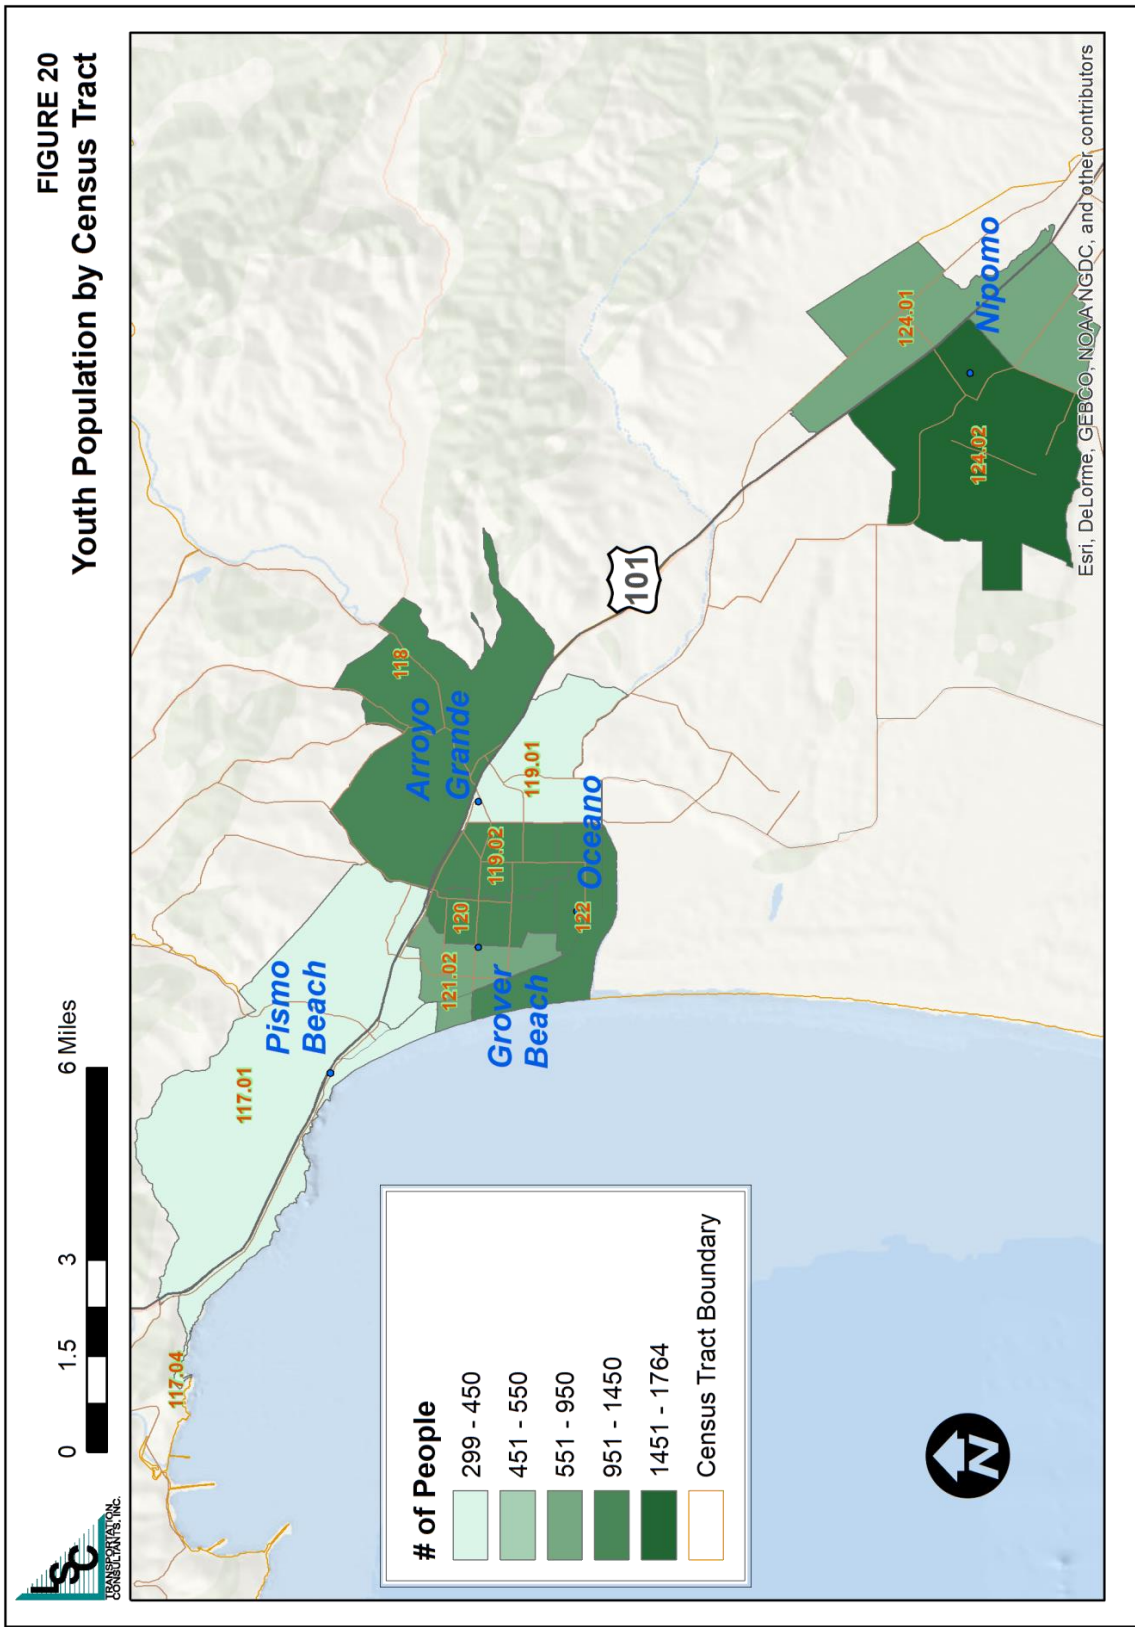 FIGURE 20
Youth Population by Census Tract
LSC
TRANSPORTATION
CONSULTANTS, INC.
0
1.5
3
6 Miles
117.04
117.01
Pismo
Beach
118
Arroyo
Grande
121.02
120
119.02
119.01
Grover
Beach
122
Oceano
101
124.01
124.02
Nipomo
# of People
299 - 450
451 - 550
551 - 950
951 - 1450
1451 - 1764
Census Tract Boundary
N
Esri, DeLorme, GEBCO, NOAA NGDC, and other contributors